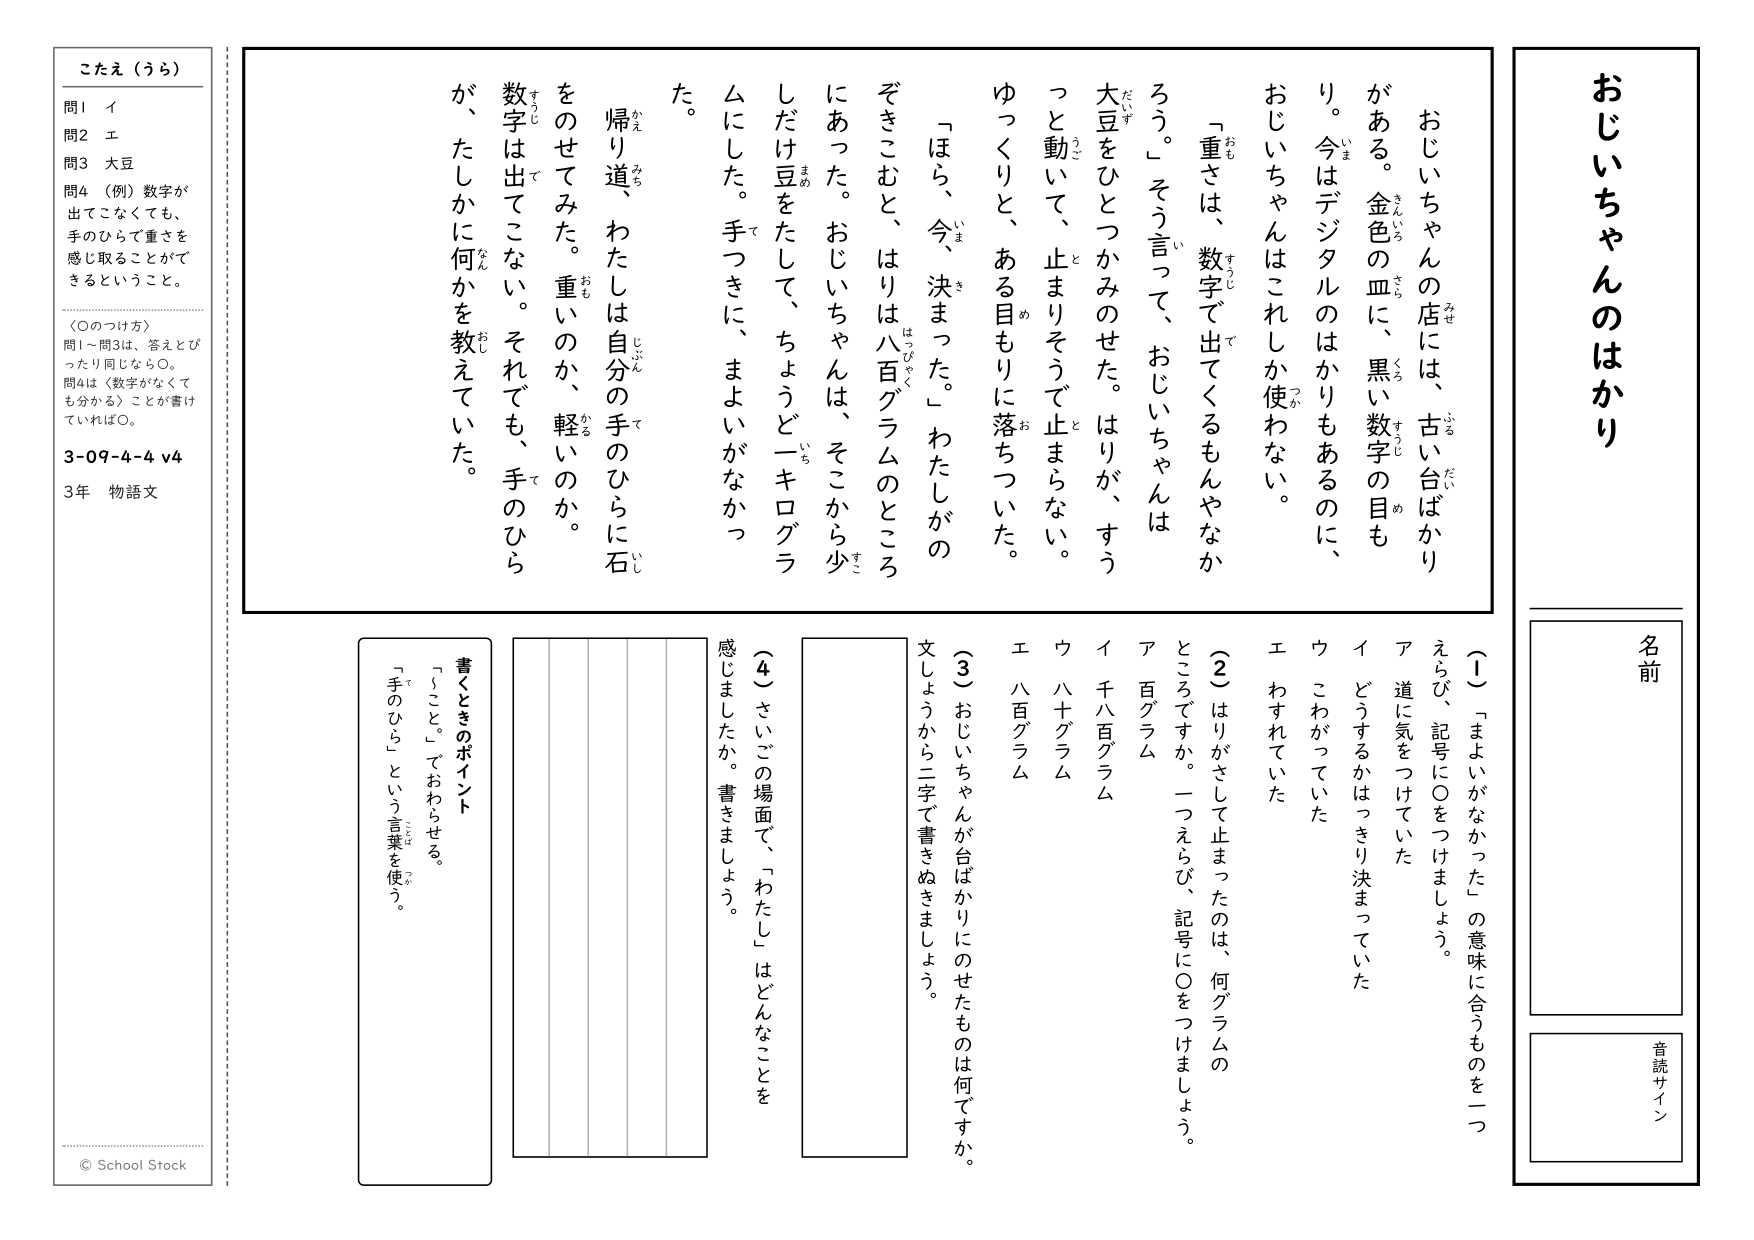 おじいちゃんのはかり
名前
音読サイン
おじいちゃんの店には、古い台ばかり
がある。金色の皿に、黒い数字の目も
り。今はデジタルのはかりもあるのに、
おじいちゃんはこれしか使わない。
「重さは、数字で出てくるもんやなか
ろう。」そう言って、おじいちゃんは
大豆をひとつかみのせた。はりが、すう
っと動いて、止まりそうで止まらない。
ゆっくりと、ある目もりに落ちついた。
「ほら、今、決まった。」わたしがの
ぞきこむと、はりは八百グラムのところ
にあった。おじいちゃんは、そこから少
しだけ豆をたして、ちょうど一キログラ
ムにした。手つきに、まよいがなかっ
た。
帰り道、わたしは自分の手のひらに石
をのせてみた。重いのか、軽いのか。
数字は出てこない。それでも、手のひら
が、たしかに何かを教えていた。
(1)「まよいがなかった」の意味に合うものを一つ
えらび、記号に〇をつけましょう。
ア 道に気をつけていた
イ どうするかはっきり決まっていた
ウ こわがっていた
エ わすれていた
(2) はりがさして止まったのは、何グラムの
ところですか。一つえらび、記号に〇をつけましょう。
ア 百グラム
イ 千八百グラム
ウ 八十グラム
エ 八百グラム
(3) おじいちゃんが台ばかりにのせたものは何ですか。
文しょうから二字で書きぬきましょう。
(4) さいごの場面で、「わたし」はどんなことを
感じましたか。書きましょう。
書くときのポイント
「～こと。」でおわらせる。
「手のひら」という言葉を使う。
こたえ(うら)
問1 イ
問2 エ
問3 大豆
問4 (例)数字が
出てこなくても、
手のひらで重さを
感じ取ることがで
きるということ。
〈〇のつけ方〉
問1～問3は、答えとぴ
ったり同じなら〇。
問4は〈数字がなくて
も分かる〉ことが書け
ていれば〇。
3-09-4-4 v4
3年 物語文
© School Stock